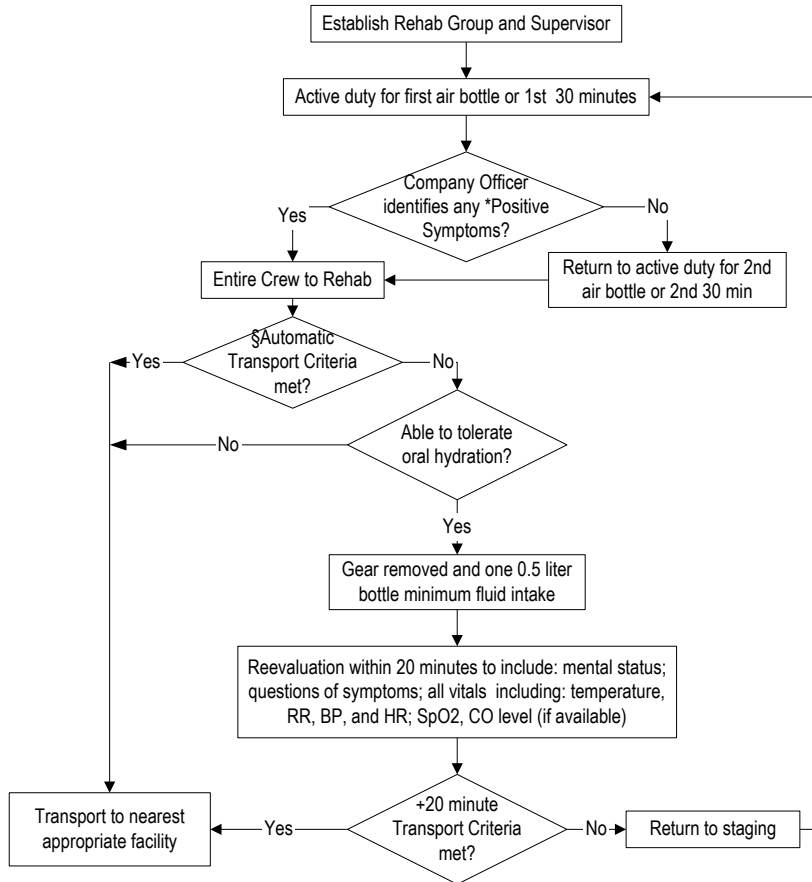 Establish Rehab Group and Supervisor
Active duty for first air bottle or 1st 30 minutes
Company Officer
identifies any *Positive
Symptoms?
Yes
No
Entire Crew to Rehab
Return to active duty for 2nd
air bottle or 2nd 30 min
§Automatic
Transport Criteria
met?
Yes
No
Able to tolerate
oral hydration?
No
Yes
Gear removed and one 0.5 liter
bottle minimum fluid intake
Reevaluation within 20 minutes to include: mental status;
questions of symptoms; all vitals including: temperature,
RR, BP, and HR; SpO2, CO level (if available)
+20 minute
Transport Criteria
met?
Yes
No
Transport to nearest
appropriate facility
Return to staging